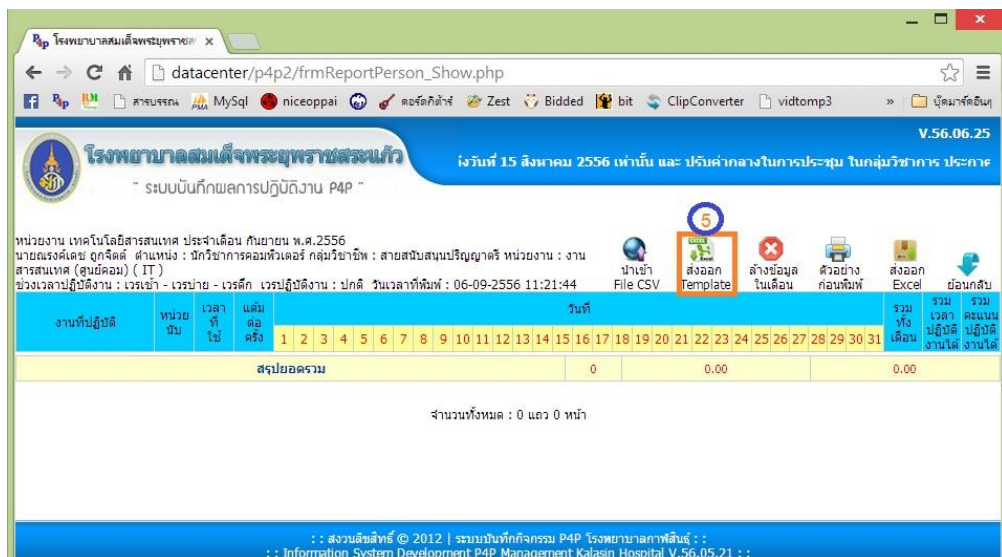 P4P โรงพยาบาลสมเด็จพระยุพราชส
datacenter/p4p2/frmReportPerson_Show.php
P4P สารบรรณ MySql niceoppai คอร์ดกีต้าร์ Zest Bidded bit ClipConverter vidtomp3 » บุ๊คมาร์คอื่นๆ
V.56.06.25
โรงพยาบาลสมเด็จพระยุพราชสระแก้ว
ถึงวันที่ 15 สิงหาคม 2556 เท่านั้น และ ปรับค่ากลางในการประชุม ในกลุ่มวิชาการ ประกาศ
" ระบบบันทึกผลการปฏิบัติงาน P4P "
5
หน่วยงาน เทคโนโลยีสารสนเทศ ประจำเดือน กันยายน พ.ศ.2556
นายณรงค์เดช ถูกจิตต์ ตำแหน่ง : นักวิชาการคอมพิวเตอร์ กลุ่มวิชาชีพ : สายสนับสนุนปริญญาตรี หน่วยงาน : งาน
สารสนเทศ (ศูนย์คอม) ( IT )
ช่วงเวลาปฏิบัติงาน : เวรเช้า - เวรบ่าย - เวรดึก เวรปฏิบัติงาน : ปกติ วันเวลาที่พิมพ์ : 06-09-2556 11:21:44
นำเข้า File CSV
ส่งออก Template
ล้างข้อมูล ในเดือน
ตัวอย่าง ก่อนพิมพ์
ส่งออก Excel
ย้อนกลับ
งานที่ปฏิบัติ
หน่วย นับ
เวลา ที่ ใช้
แต้ม ต่อ ครั้ง
วันที่
1 2 3 4 5 6 7 8 9 10 11 12 13 14 15 16 17 18 19 20 21 22 23 24 25 26 27 28 29 30 31
รวม ทั้ง เดือน
รวม เวลา ปฏิบัติ งานได้
รวม คะแนน ปฏิบัติ งานได้
สรุปยอดรวม 0 0.00 0.00
จำนวนทั้งหมด : 0 แถว 0 หน้า
: : สงวนลิขสิทธิ์ © 2012 | ระบบบันทึกกิจกรรม P4P โรงพยาบาลกาฬสินธุ์ : :
: : Information System Development P4P Management Kalasin Hospital V.56.05.21 : :